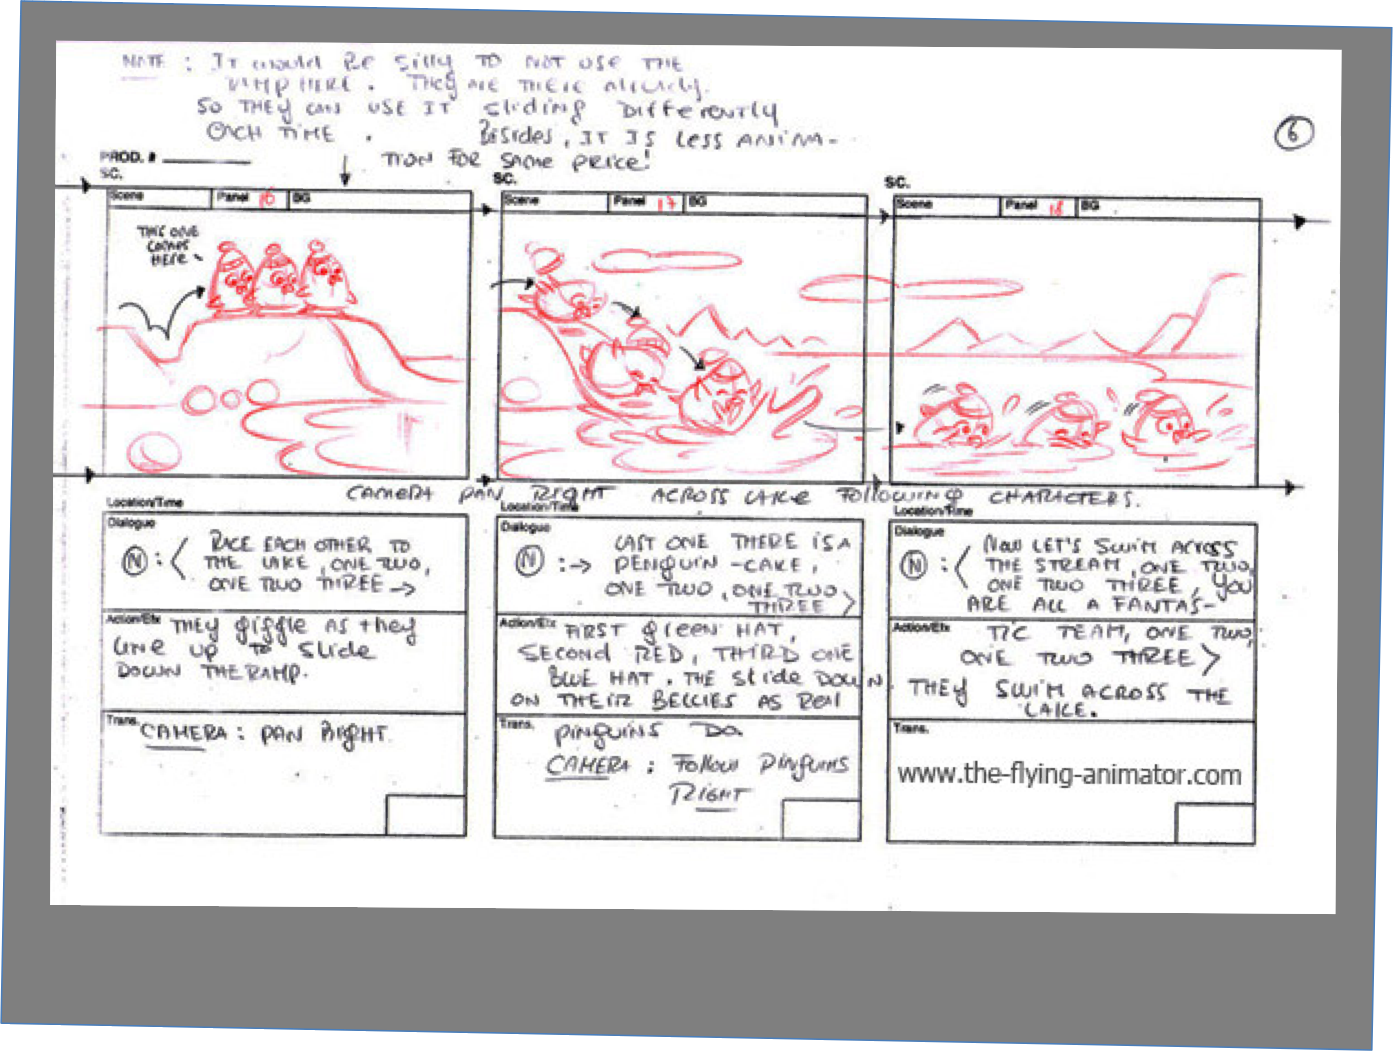 NOTE : IT would BE Silly TO NOT USE THE
RAMP HERE . THEY ARE THERE already.
SO THEY CAN USE IT sliding Differently
EACH TIME . Besides, IT IS LESS ANIMA-
TION FOR SAME PRICE!
6
PROD. #
SC.
SC.
SC.
Scene Panel 16 BG
Scene Panel 17 BG
Scene Panel 18 BG
THIS ONE
COMES
HERE
CAMERA PAN RIGHT ACROSS LAKE FOLLOWING CHARACTERS.
Location/Time
Dialogue
N : < RACE EACH OTHER TO
THE LAKE , ONE TWO,
ONE TWO THREE →
Action/Efx THEY giggle AS they
line UP TO Slide
DOWN THE RAMP.
Trans. CAMERA : PAN RIGHT.
Location/Time
Dialogue
N : → LAST ONE THERE IS A
PENGUIN - CAKE,
ONE TWO , ONE TWO
THREE >
Action/Efx FIRST green HAT,
SECOND RED, THIRD ONE
BLUE HAT. THE Slide DOWN
ON THEIR BELLIES AS Real
Trans. PINGUINS DO.
CAMERA : Follow PINGUINS
RIGHT
Location/Time
Dialogue
N : < Now LET'S SWIM ACROSS
THE STREAM, ONE TWO,
ONE TWO THREE, YOU
ARE ALL A FANTAS-
Action/Efx TIC TEAM, ONE TWO,
ONE TWO THREE >
THEY SWIM ACROSS THE
LAKE.
Trans.
www.the-flying-animator.com